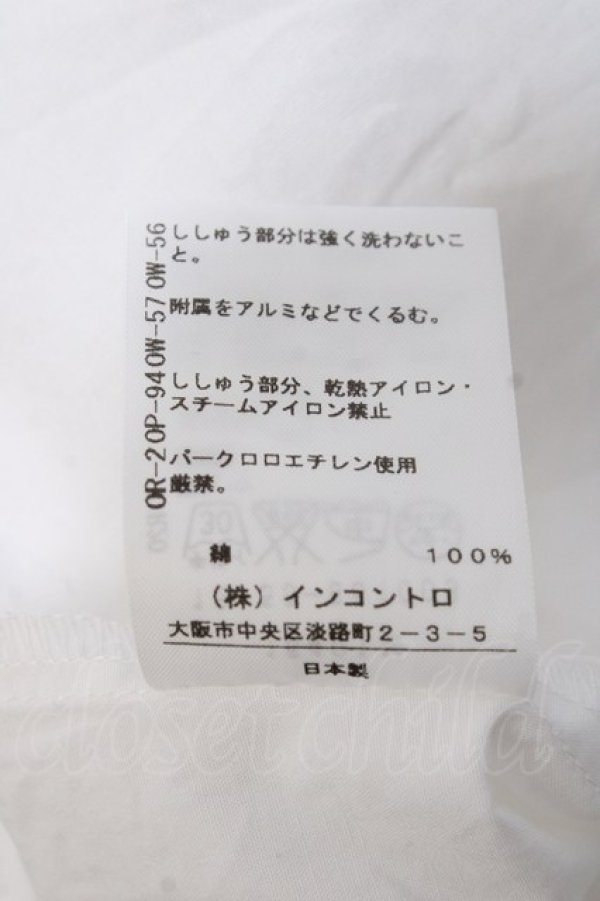 ししゅう部分は強く洗わないこ
と。
附属をアルミなどでくるむ。
ししゅう部分、乾熱アイロン・
スチームアイロン禁止
パークロロエチレン使用
厳禁。
綿 100%
(株)インコントロ
大阪市中央区淡路町2-3-5
日本製
OR-20P-940W-570W-56
closet child